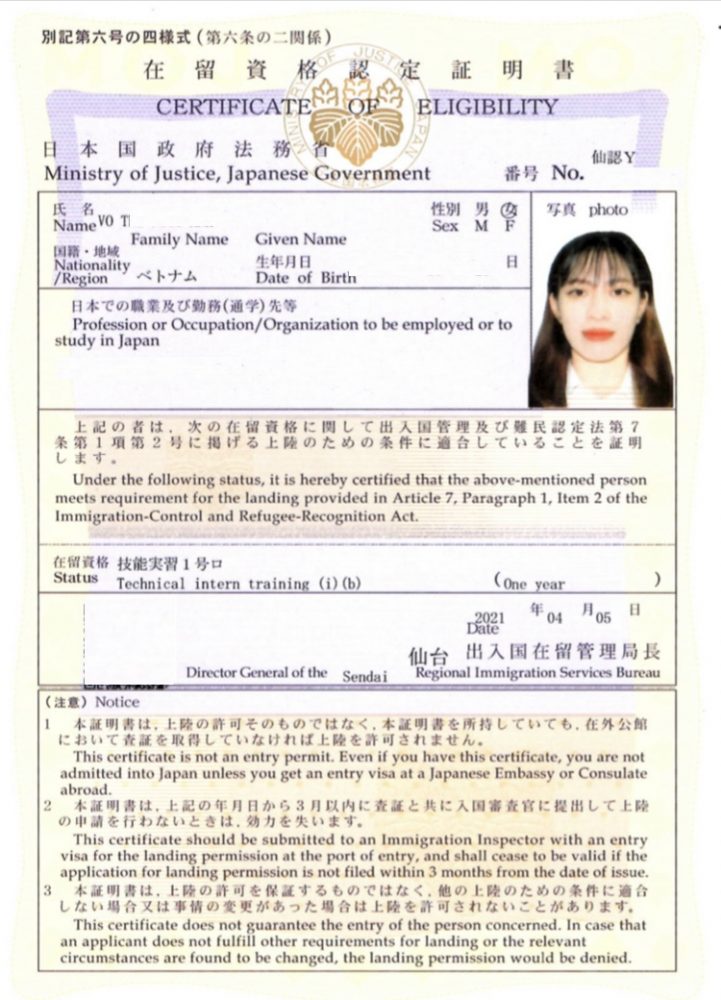 別記第六号の四様式(第六条の二関係)
在留資格認定証明書
CERTIFICATE OF ELIGIBILITY
日本国政府法務省
Ministry of Justice, Japanese Government
仙認Y
番号 No.
氏名
Name VO T
Family Name Given Name
性別 男 女
Sex M F
写真 photo
国籍・地域
Nationality
/Region ベトナム
生年月日 日
Date of Birth
日本での職業及び勤務(通学)先等
Profession or Occupation/Organization to be employed or to
study in Japan
上記の者は,次の在留資格に関して出入国管理及び難民認定法第7
条第1項第2号に掲げる上陸のための条件に適合していることを証明
します。
Under the following status, it is hereby certified that the above-mentioned person
meets requirement for the landing provided in Article 7, Paragraph 1, Item 2 of the
Immigration-Control and Refugee-Recognition Act.
在留資格 技能実習1号ロ
Status Technical intern training (i)(b) (One year )
2021 年 04 月 05 日
Date
仙台 出入国在留管理局長
Director General of the Sendai Regional Immigration Services Bureau
(注意) Notice
1 本証明書は,上陸の許可そのものではなく,本証明書を所持していても,在外公館
において査証を取得していなければ上陸を許可されません。
This certificate is not an entry permit. Even if you have this certificate, you are not
admitted into Japan unless you get an entry visa at a Japanese Embassy or Consulate
abroad.
2 本証明書は,上記の年月日から3月以内に査証と共に入国審査官に提出して上陸
の申請を行わないときは,効力を失います。
This certificate should be submitted to an Immigration Inspector with an entry
visa for the landing permission at the port of entry, and shall cease to be valid if the
application for landing permission is not filed within 3 months from the date of issue.
3 本証明書は,上陸の許可を保証するものではなく,他の上陸のための条件に適合
しない場合又は事情の変更があった場合は上陸を許可されないことがあります。
This certificate does not guarantee the entry of the person concerned. In case that
an applicant does not fulfill other requirements for landing or the relevant
circumstances are found to be changed, the landing permission would be denied.